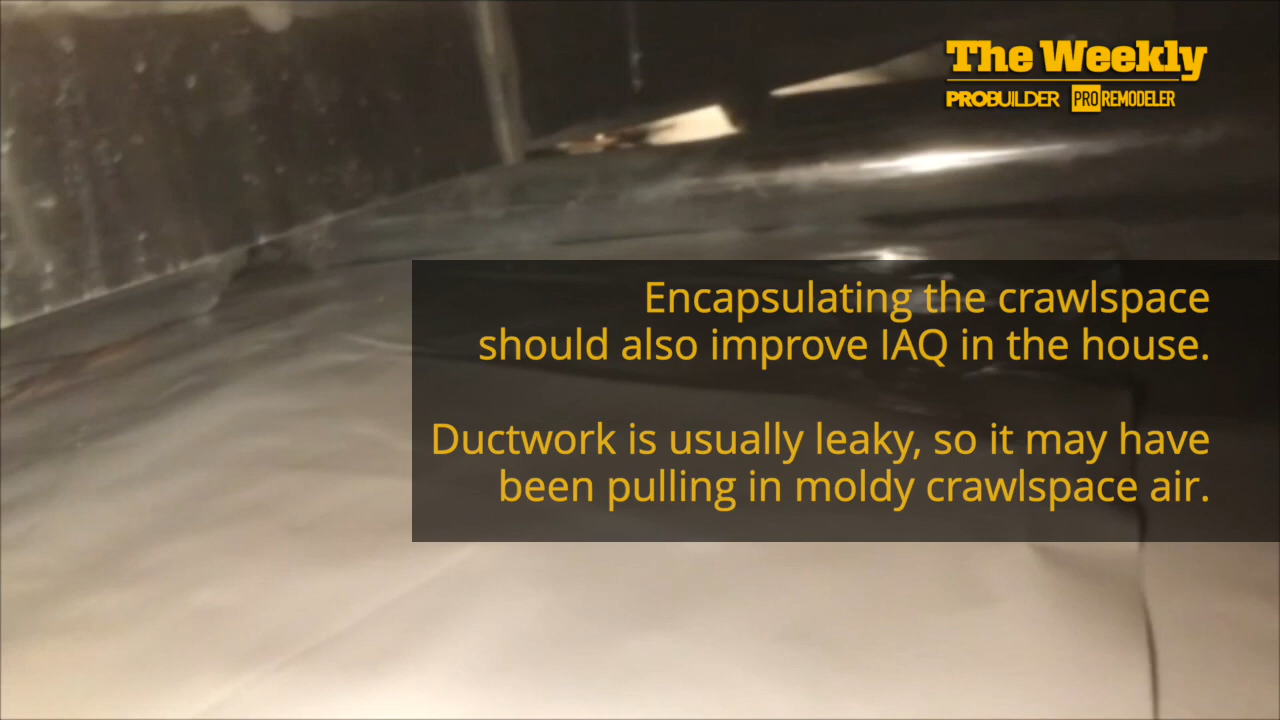 The Weekly
PROBUILDER PRO REMODELER
Encapsulating the crawlspace
should also improve IAQ in the house.
Ductwork is usually leaky, so it may have
been pulling in moldy crawlspace air.